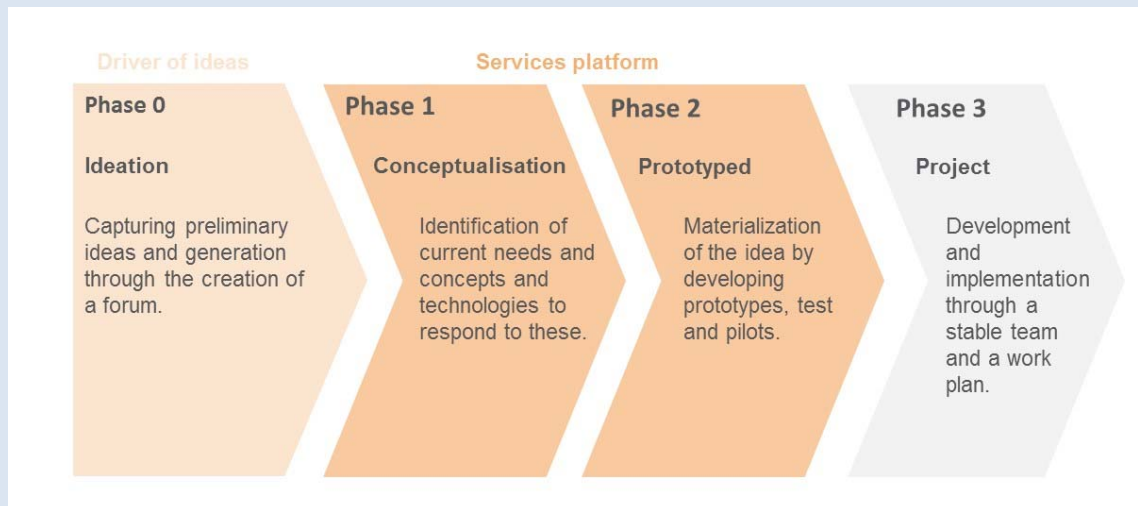 Driver of ideas
Services platform
Phase 0
Ideation
Capturing preliminary
ideas and generation
through the creation of
a forum.
Phase 1
Conceptualisation
Identification of
current needs and
concepts and
technologies to
respond to these.
Phase 2
Prototyped
Materialization
of the idea by
developing
prototypes, test
and pilots.
Phase 3
Project
Development
and
implementation
through a
stable team
and a work
plan.